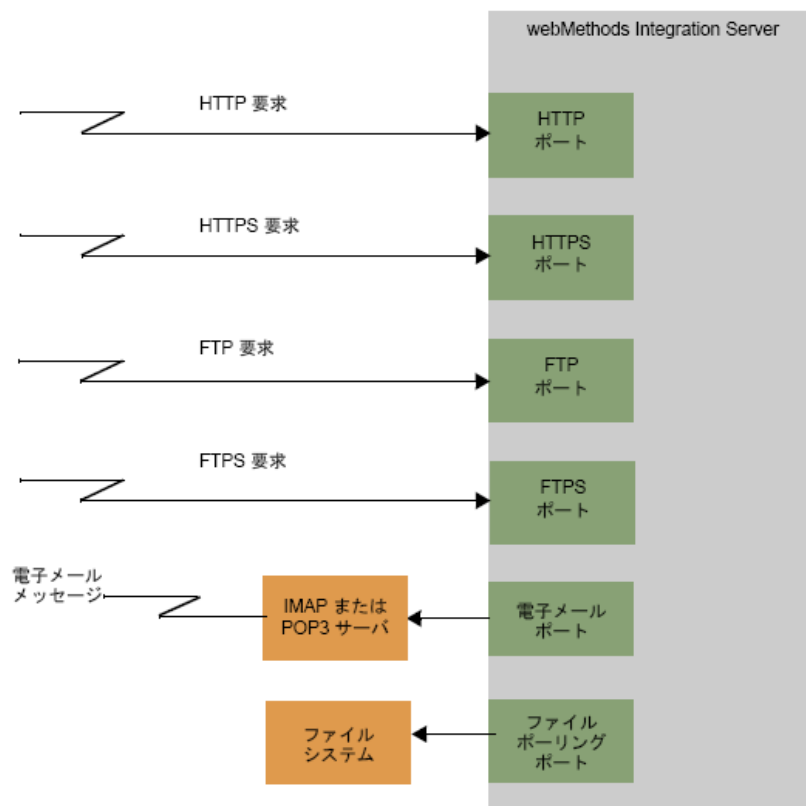 webMethods Integration Server
HTTP 要求
HTTP
ポート
HTTPS 要求
HTTPS
ポート
FTP 要求
FTP
ポート
FTPS 要求
FTPS
ポート
電子メール
メッセージ
IMAP または
POP3 サーバ
電子メール
ポート
ファイル
システム
ファイル
ポーリング
ポート